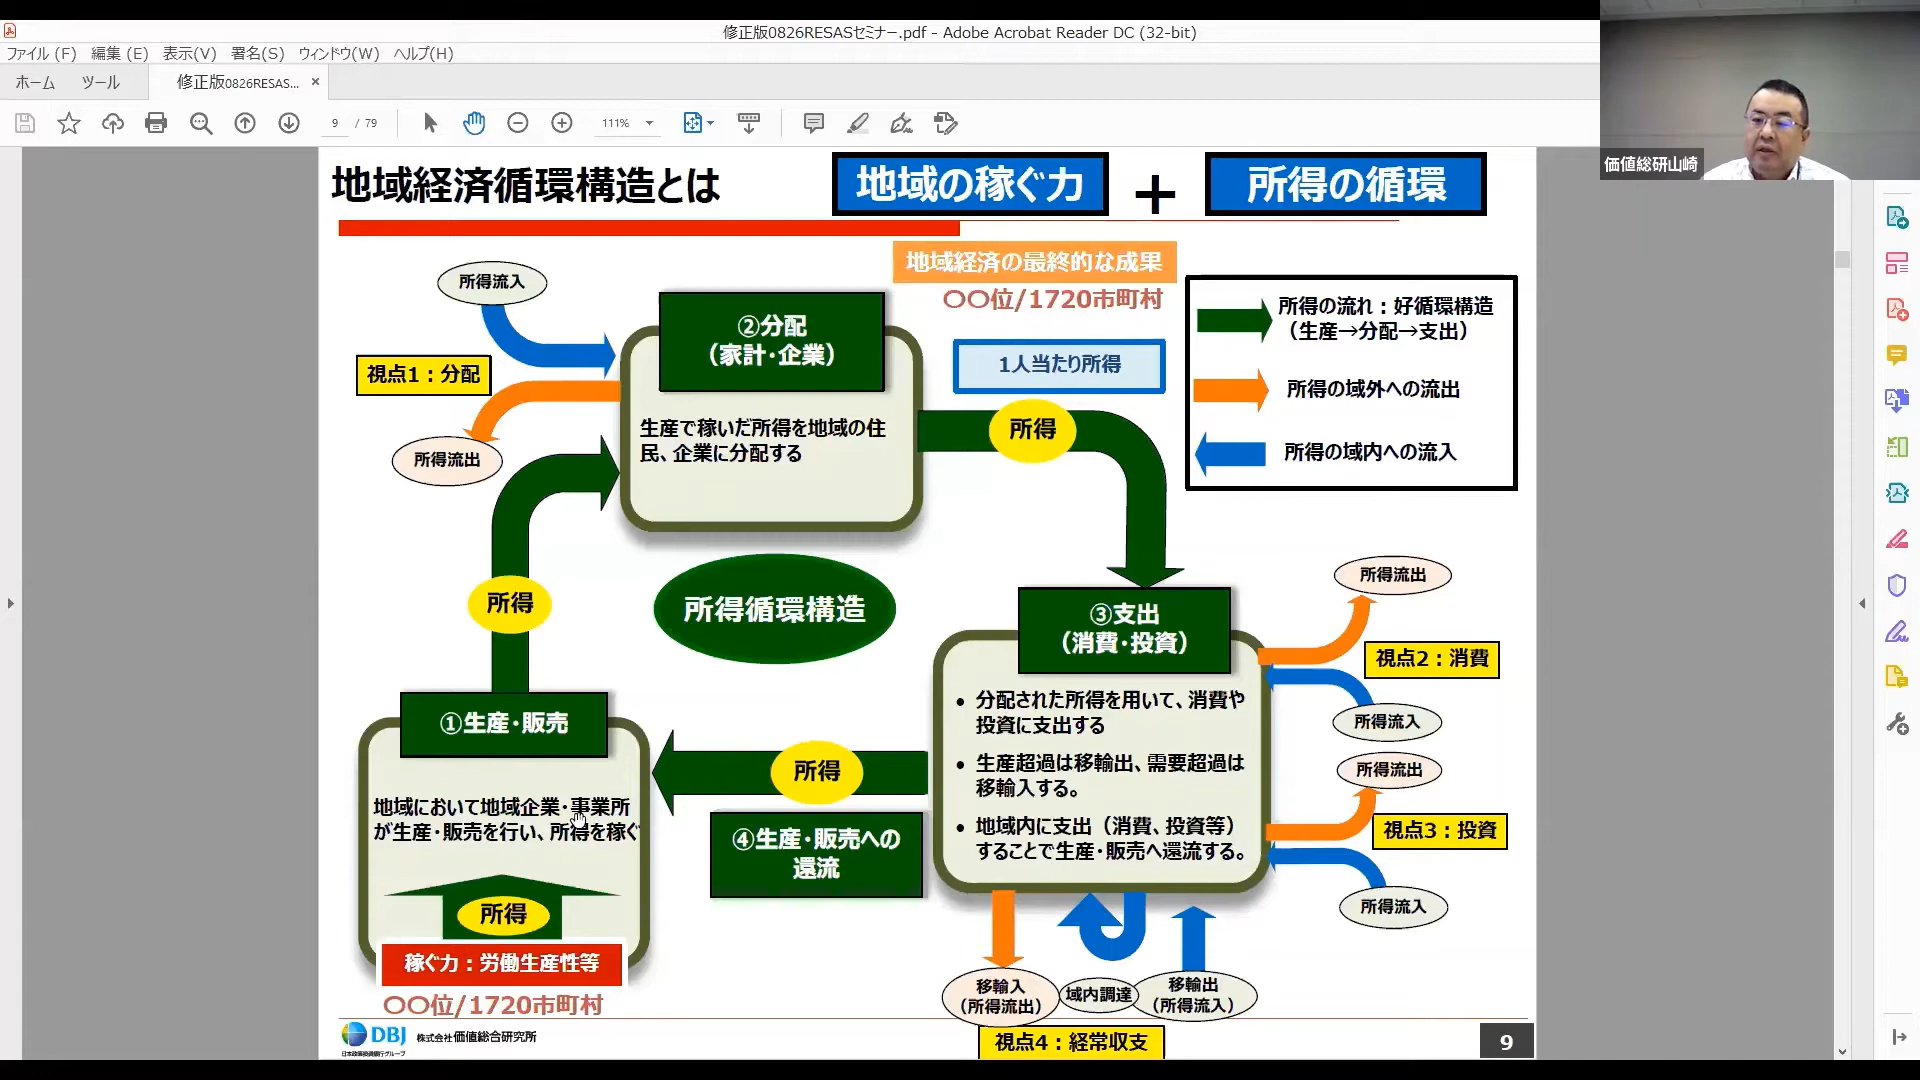 修正版0826RESASセミナー.pdf - Adobe Acrobat Reader DC (32-bit)
ファイル (F) 編集 (E) 表示(V) 署名(S) ウィンドウ(W) ヘルプ(H)
ホーム ツール 修正版0826RESAS... ×
9 / 79 111%
価値総研山崎
地域経済循環構造とは
地域の稼ぐ力 + 所得の循環
地域経済の最終的な成果
〇〇位/1720市町村
1人当たり所得
所得の流れ：好循環構造
（生産→分配→支出）
所得の域外への流出
所得の域内への流入
所得流入
視点1：分配
所得流出
②分配
（家計・企業）
生産で稼いだ所得を地域の住
民、企業に分配する
所得
所得
所得循環構造
③支出
（消費・投資）
• 分配された所得を用いて、消費や
投資に支出する
• 生産超過は移輸出、需要超過は
移輸入する。
• 地域内に支出（消費、投資等）
することで生産・販売へ還流する。
所得流出
視点2：消費
所得流入
所得流出
視点3：投資
所得流入
①生産・販売
地域において地域企業・事業所
が生産・販売を行い、所得を稼ぐ
所得
稼ぐ力：労働生産性等
〇〇位/1720市町村
所得
④生産・販売への
還流
移輸入
（所得流出）
域内調達
移輸出
（所得流入）
視点4：経常収支
DBJ 株式会社価値総合研究所
日本政策投資銀行グループ
9